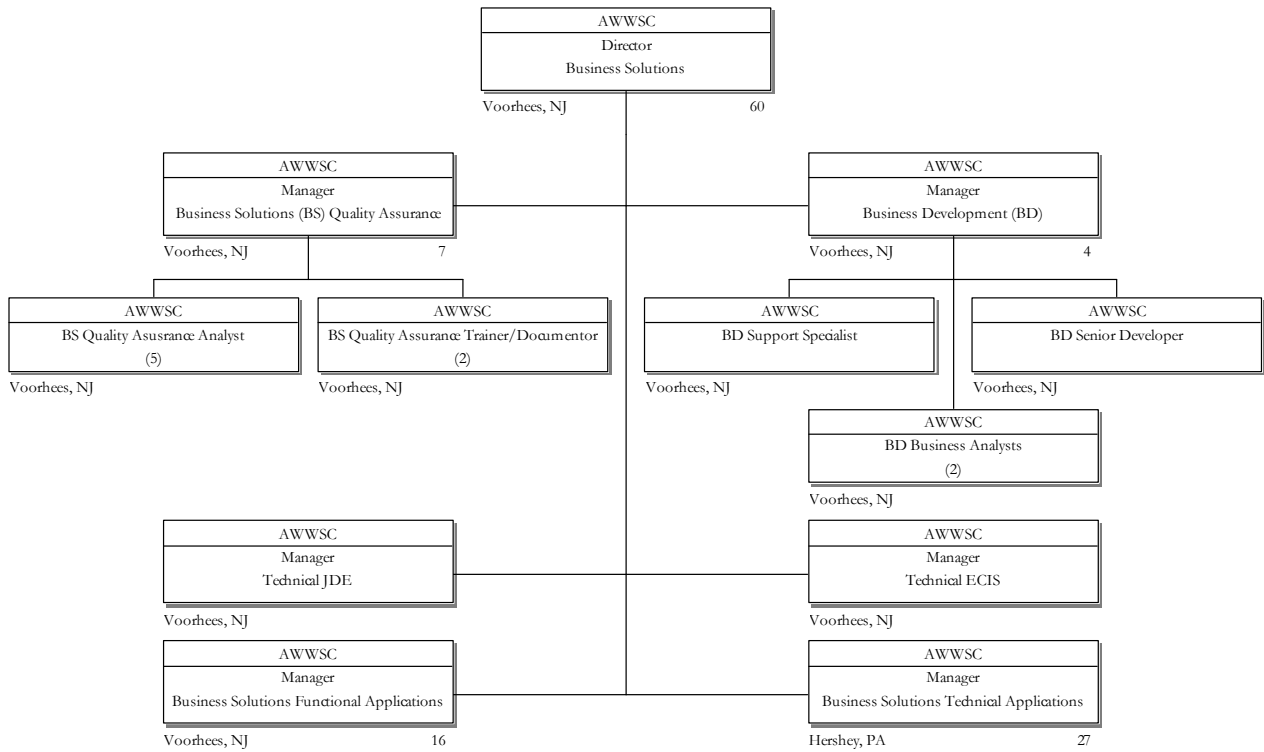 AWWSC
Director
Business Solutions
Voorhees, NJ 60
AWWSC
Manager
Business Solutions (BS) Quality Assurance
Voorhees, NJ 7
AWWSC
Manager
Business Development (BD)
Voorhees, NJ 4
AWWSC
BS Quality Asusrance Analyst
(5)
Voorhees, NJ
AWWSC
BS Quality Assurance Trainer/Documentor
(2)
Voorhees, NJ
AWWSC
BD Support Specialist
Voorhees, NJ
AWWSC
BD Senior Developer
Voorhees, NJ
AWWSC
BD Business Analysts
(2)
Voorhees, NJ
AWWSC
Manager
Technical JDE
Voorhees, NJ
AWWSC
Manager
Technical ECIS
Voorhees, NJ
AWWSC
Manager
Business Solutions Functional Applications
Voorhees, NJ 16
AWWSC
Manager
Business Solutions Technical Applications
Hershey, PA 27